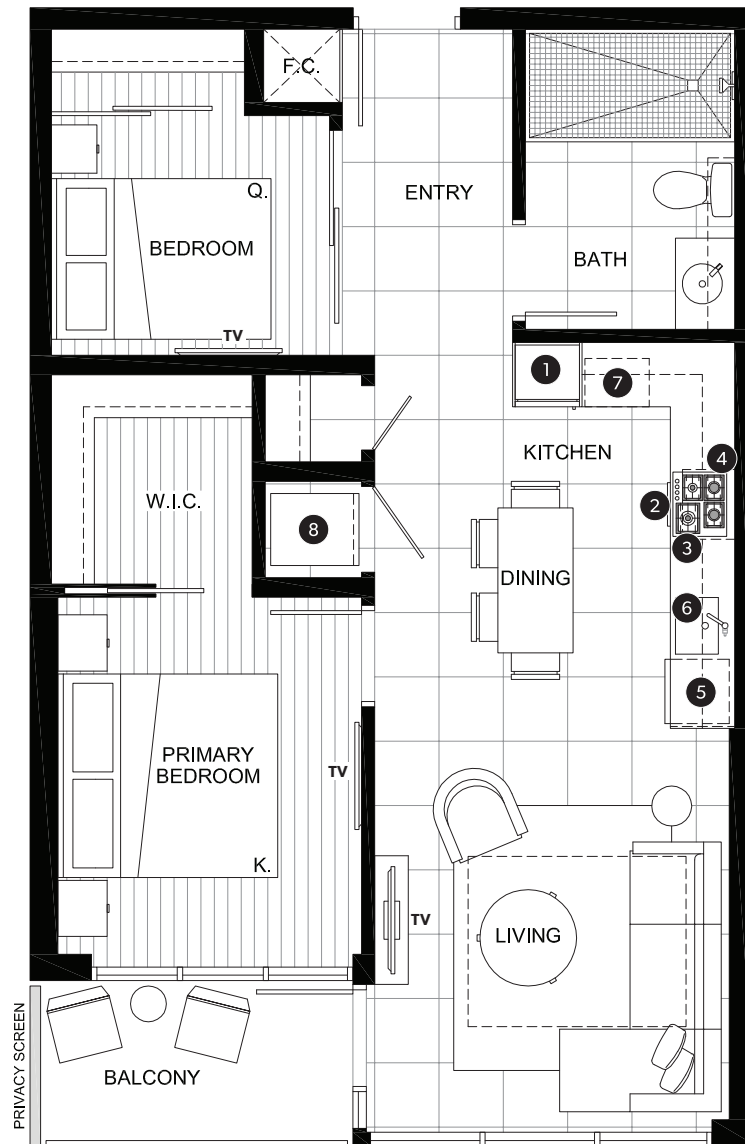 F.C.
ENTRY
Q.
BEDROOM
BATH
TV
1
7
KITCHEN
4
W.I.C.
2
8
3
DINING
6
5
PRIMARY
BEDROOM
TV
K.
TV
LIVING
PRIVACY SCREEN
BALCONY